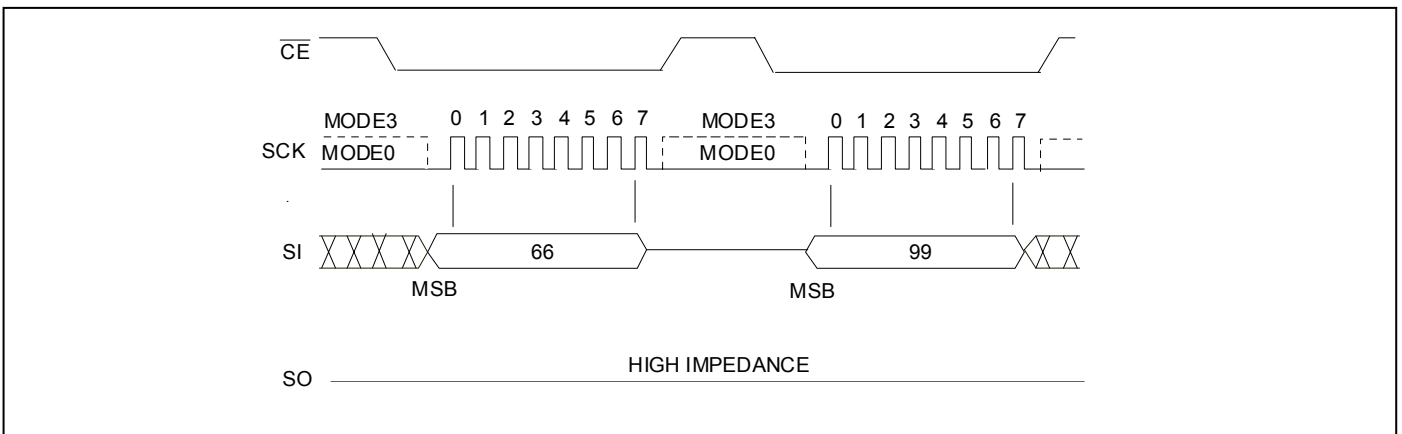 CE
MODE3 0 1 2 3 4 5 6 7 MODE3 0 1 2 3 4 5 6 7
SCK MODE0 MODE0
SI 66 99
MSB MSB
HIGH IMPEDANCE
SO